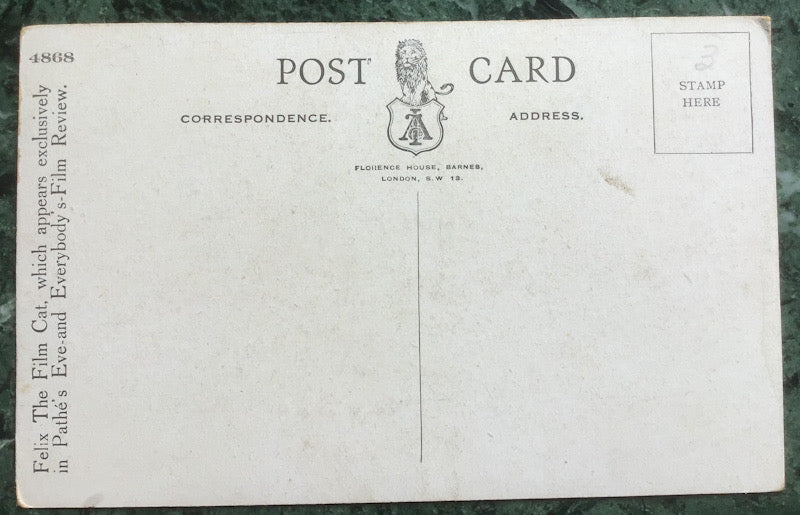 4868
POST CARD
CORRESPONDENCE.
ADDRESS.
FLORENCE HOUSE, BARNES,
LONDON, S.W 13.
3
STAMP
HERE
Felix The Film Cat, which appears exclusively
in Pathé's Eve-and Everybody's-Film Review.